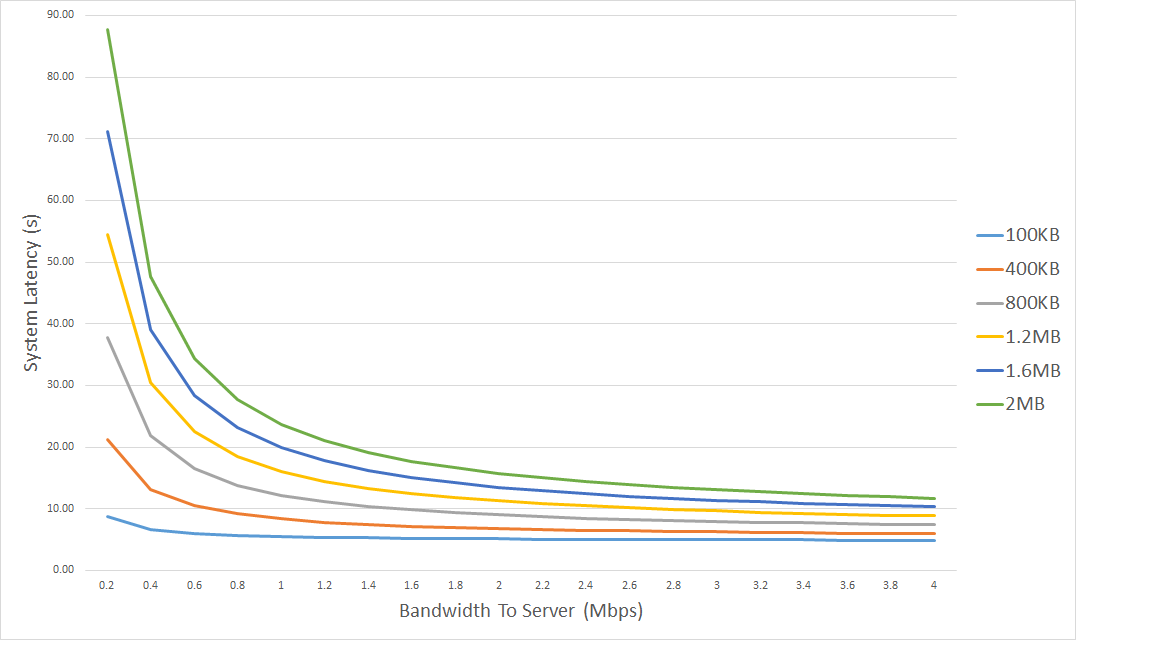 90.00
80.00
70.00
60.00
50.00
40.00
30.00
20.00
10.00
0.00
System Latency (s)
0.2 0.4 0.6 0.8 1 1.2 1.4 1.6 1.8 2 2.2 2.4 2.6 2.8 3 3.2 3.4 3.6 3.8 4
Bandwidth To Server (Mbps)
100KB
400KB
800KB
1.2MB
1.6MB
2MB